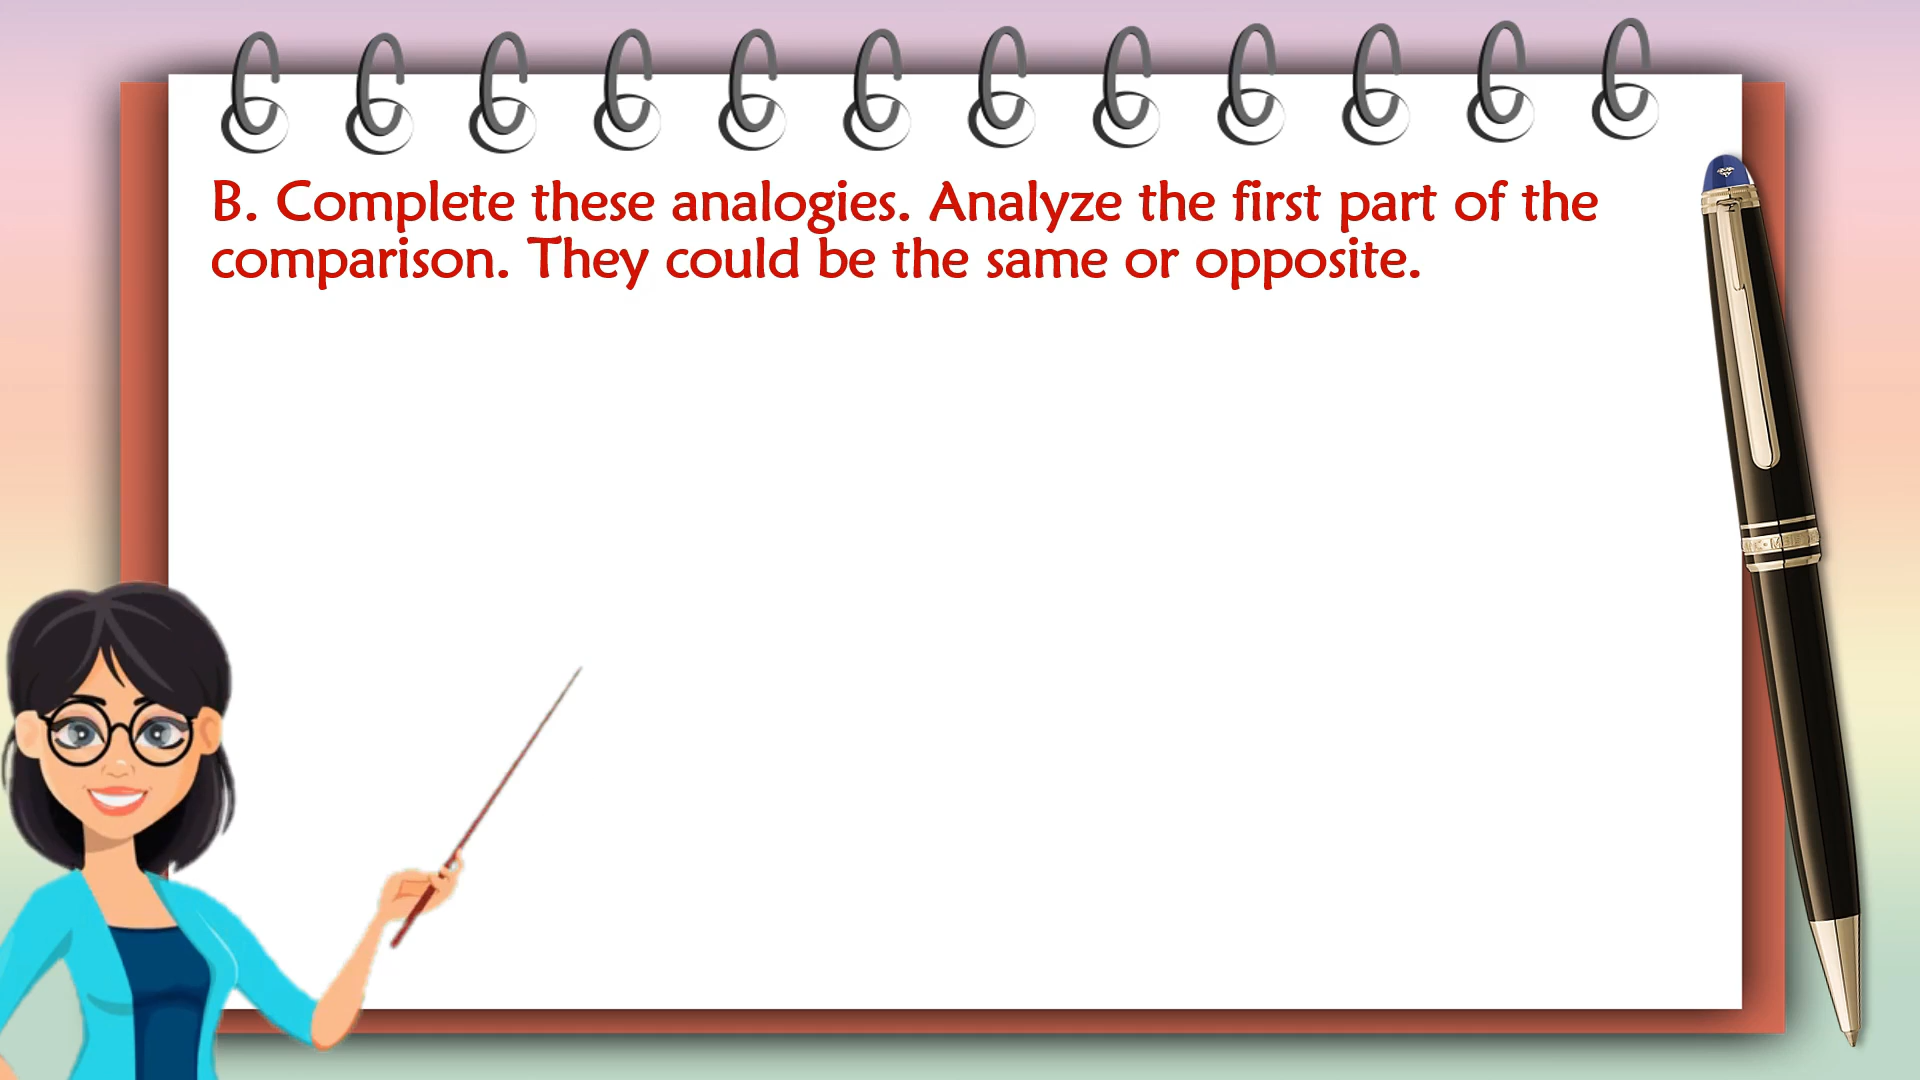 B. Complete these analogies. Analyze the first part of the
comparison. They could be the same or opposite.